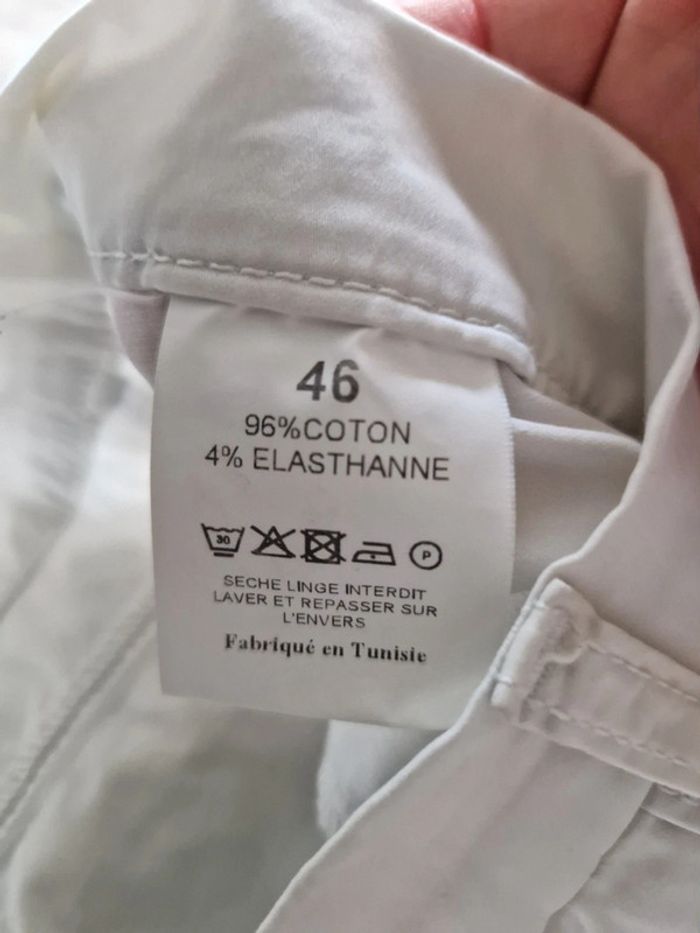 46
96%COTON
4% ELASTHANNE
30 P
SECHE LINGE INTERDIT
LAVER ET REPASSER SUR
L'ENVERS
Fabriqué en Tunisie